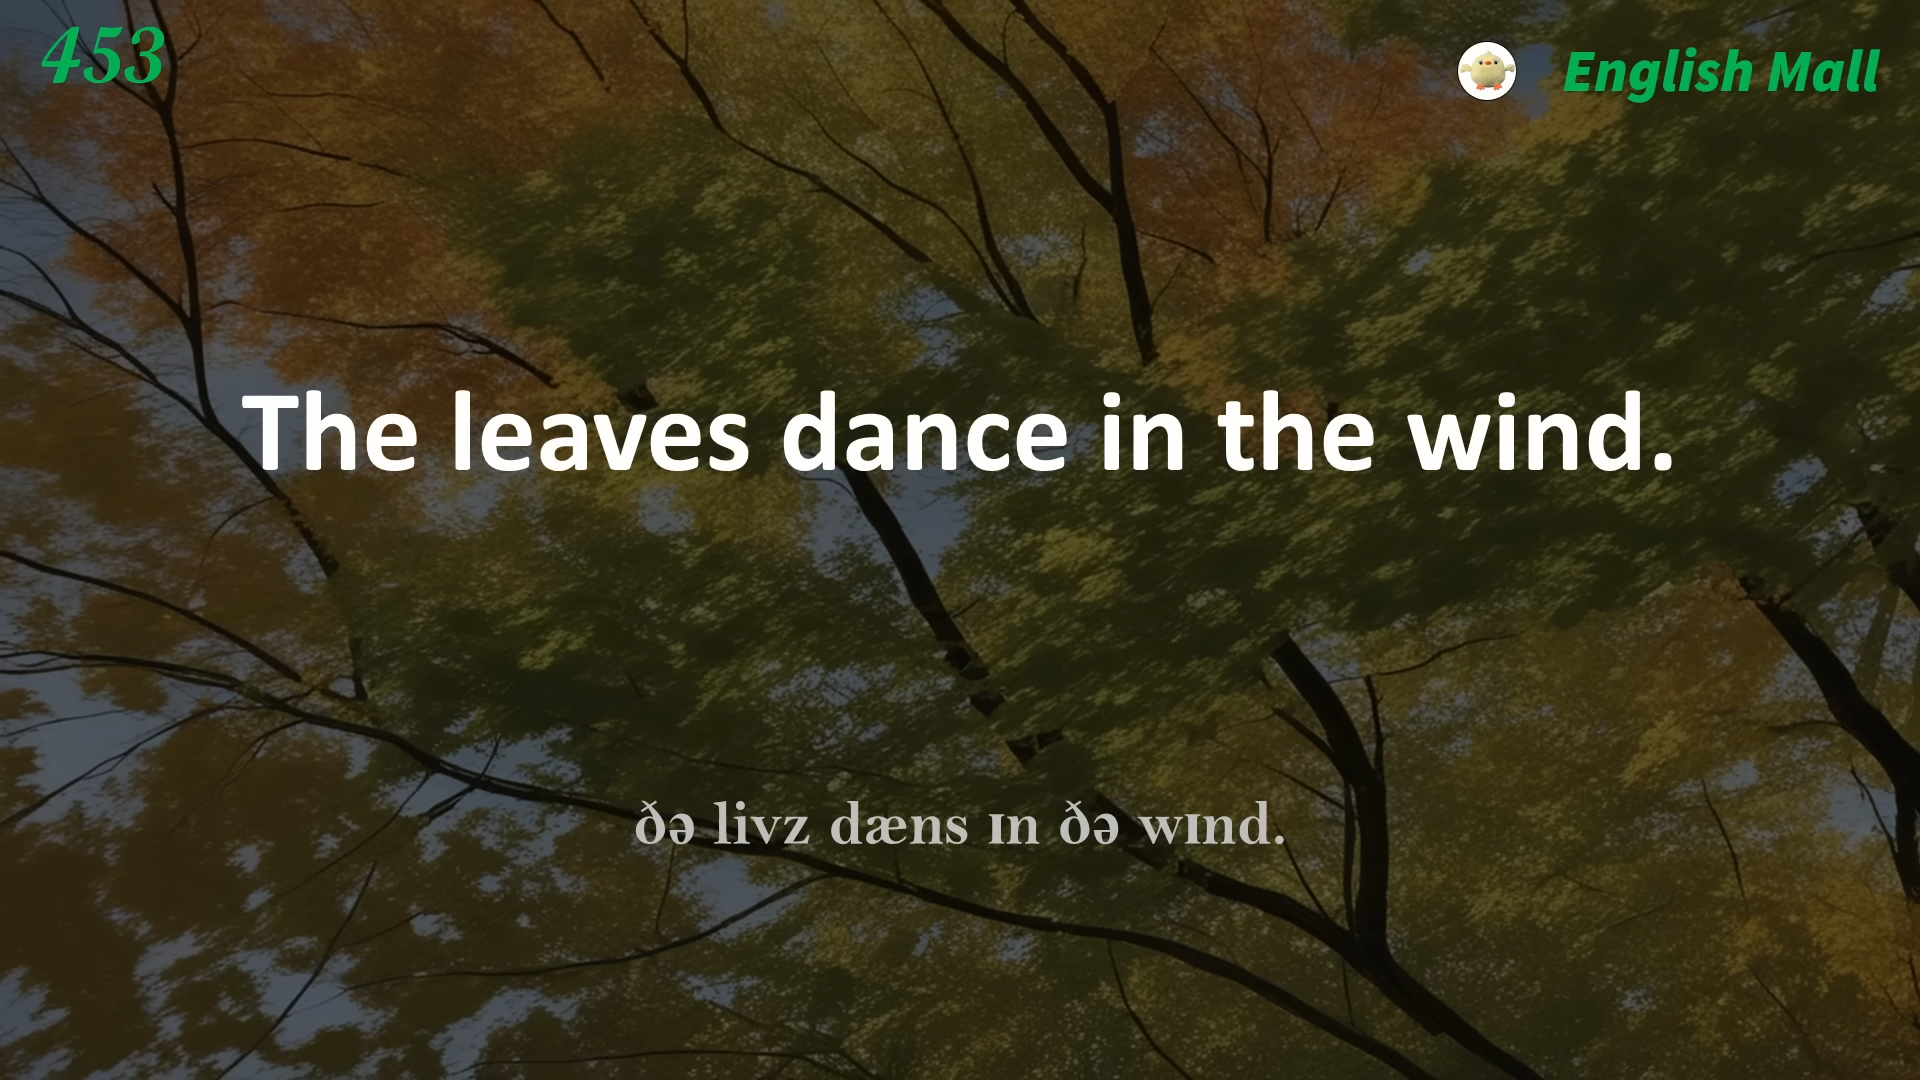 453
English Mall
The leaves dance in the wind.
ðə livz dæns ɪn ðə wɪnd.